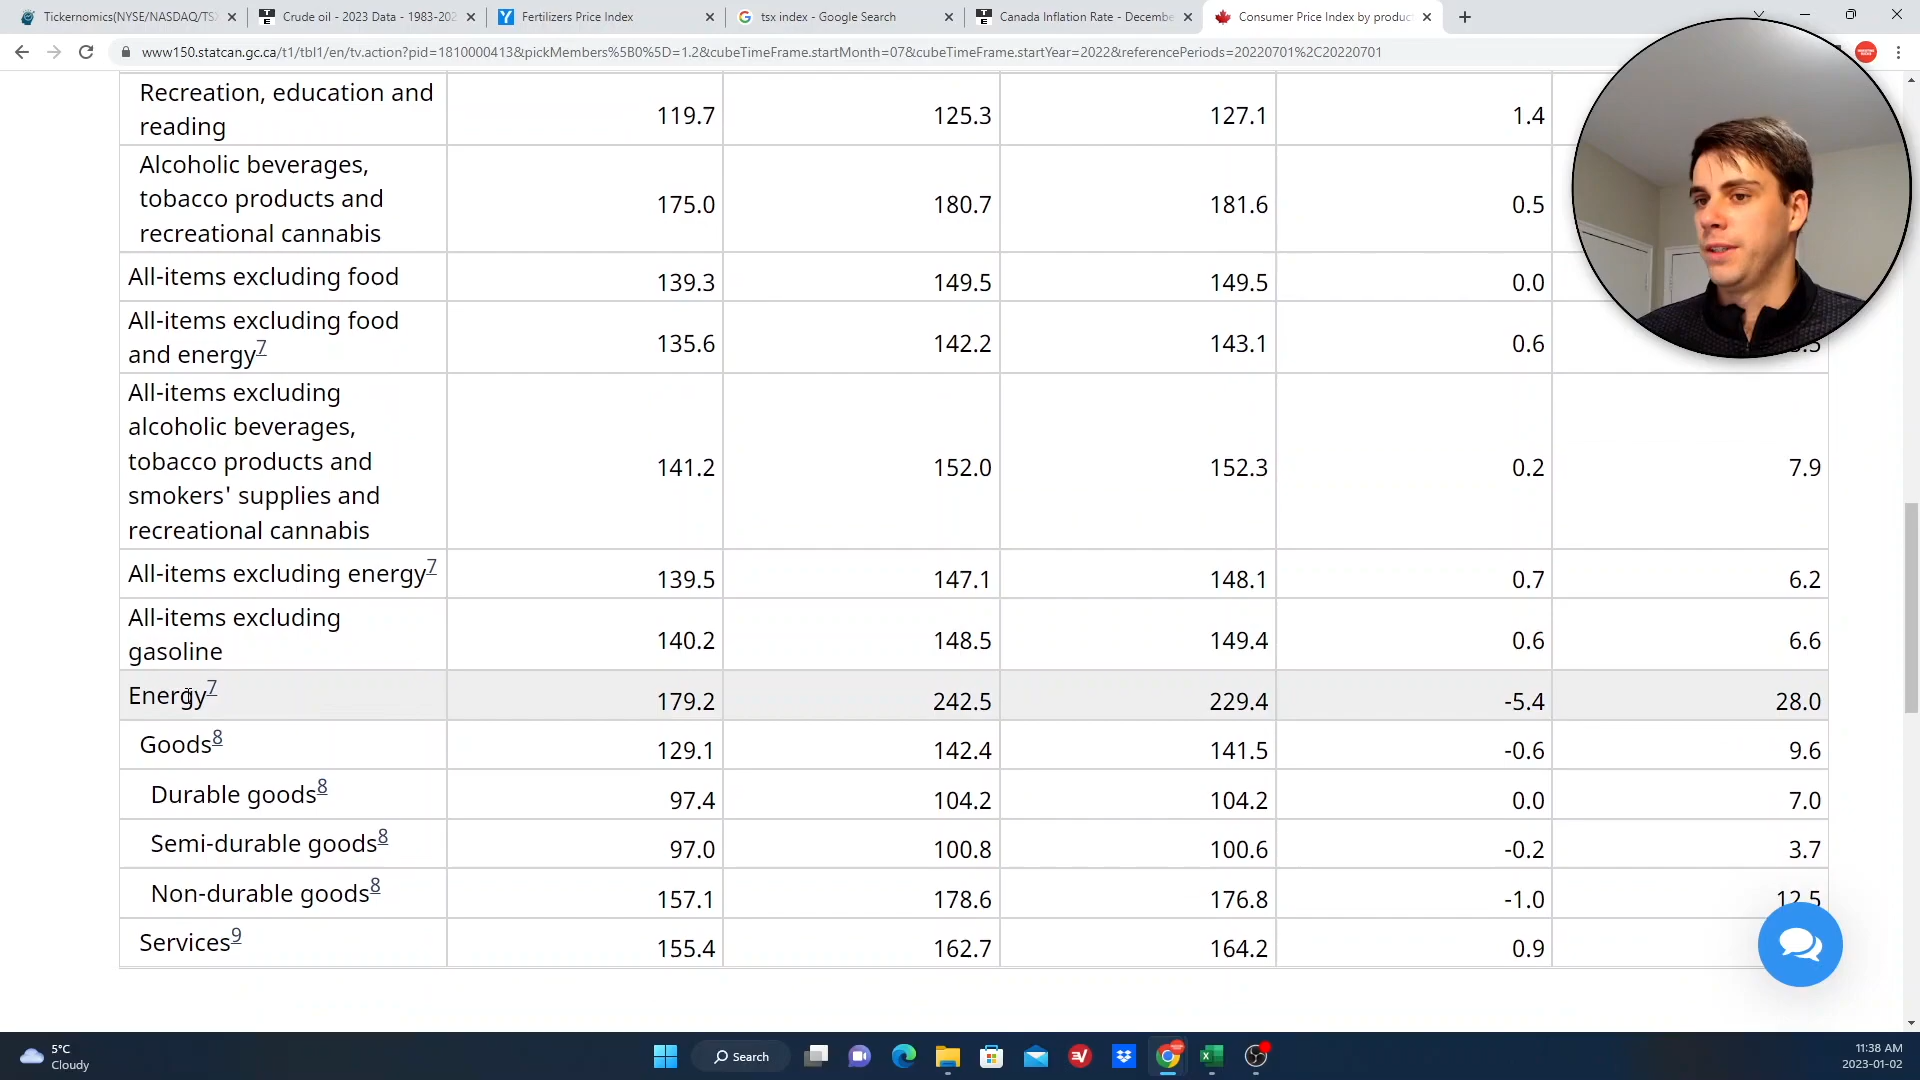 Tickernomics(NYSE/NASDAQ/TSX
Crude oil - 2023 Data - 1983-202
Fertilizers Price Index
tsx index - Google Search
Canada Inflation Rate - Decembe
Consumer Price Index by produc
www150.statcan.gc.ca/t1/tbl1/en/tv.action?pid=1810000413&pickMembers%5B0%5D=1.2&cubeTimeFrame.startMonth=07&cubeTimeFrame.startYear=2022&referencePeriods=20220701%2C20220701
Recreation, education and
reading
119.7 125.3 127.1 1.4
Alcoholic beverages,
tobacco products and
recreational cannabis
175.0 180.7 181.6 0.5
All-items excluding food 139.3 149.5 149.5 0.0
All-items excluding food
and energy7
135.6 142.2 143.1 0.6
All-items excluding
alcoholic beverages,
tobacco products and
smokers' supplies and
recreational cannabis
141.2 152.0 152.3 0.2 7.9
All-items excluding energy7 139.5 147.1 148.1 0.7 6.2
All-items excluding
gasoline
140.2 148.5 149.4 0.6 6.6
Energy7 179.2 242.5 229.4 -5.4 28.0
Goods8 129.1 142.4 141.5 -0.6 9.6
Durable goods8 97.4 104.2 104.2 0.0 7.0
Semi-durable goods8 97.0 100.8 100.6 -0.2 3.7
Non-durable goods8 157.1 178.6 176.8 -1.0 12.5
Services9 155.4 162.7 164.2 0.9
5°C
Cloudy
Search
11:38 AM
2023-01-02